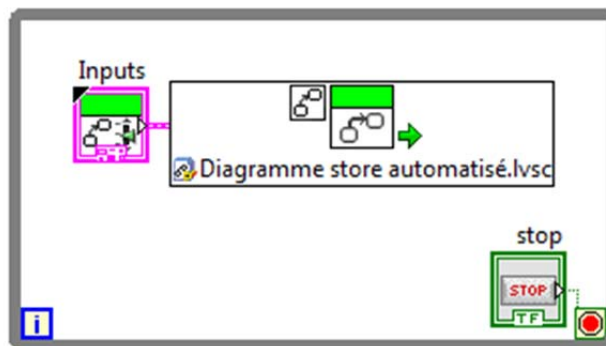 Inputs
Diagramme store automatisé.lvsc
stop
STOP
TF
i